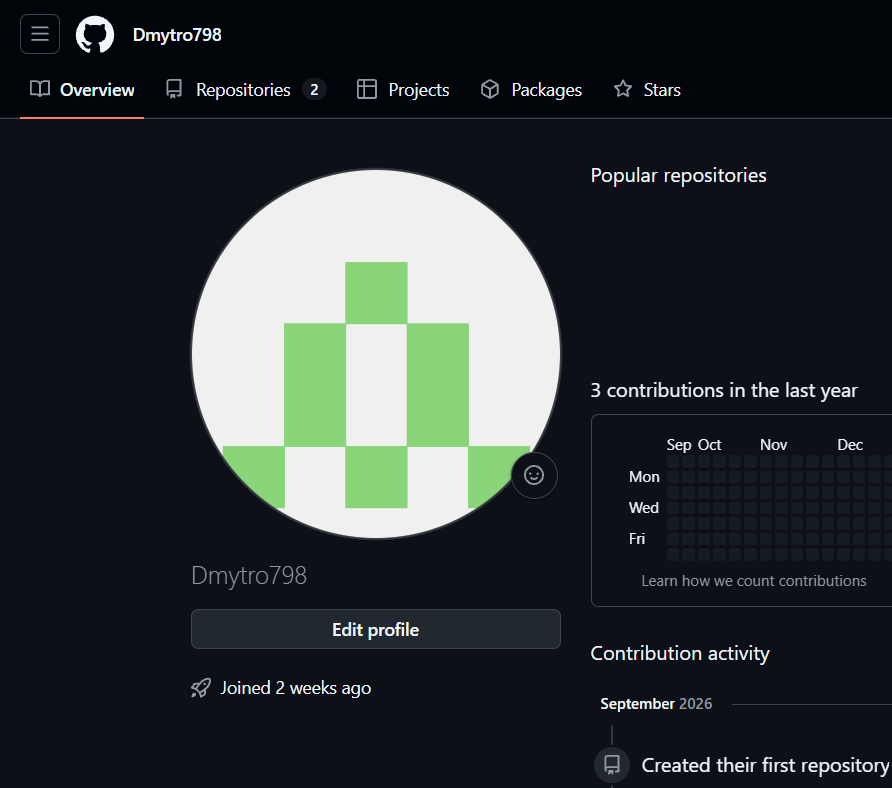 Dmytro798
Overview Repositories 2 Projects Packages Stars
Popular repositories
3 contributions in the last year
Sep Oct Nov Dec
Mon
Wed
Fri
Learn how we count contributions
Dmytro798
Edit profile
Joined 2 weeks ago
Contribution activity
September 2026
Created their first repository